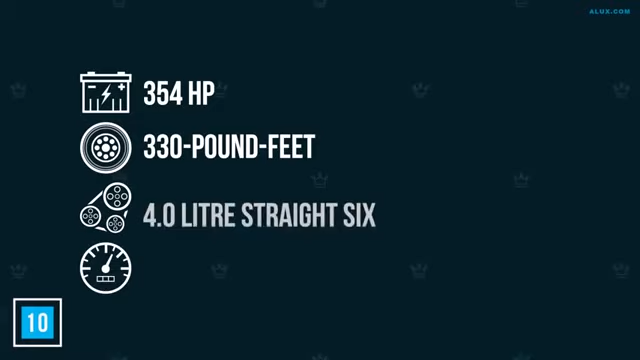 ALUX.COM
354 HP
330-POUND-FEET
4.0 LITRE STRAIGHT SIX
10